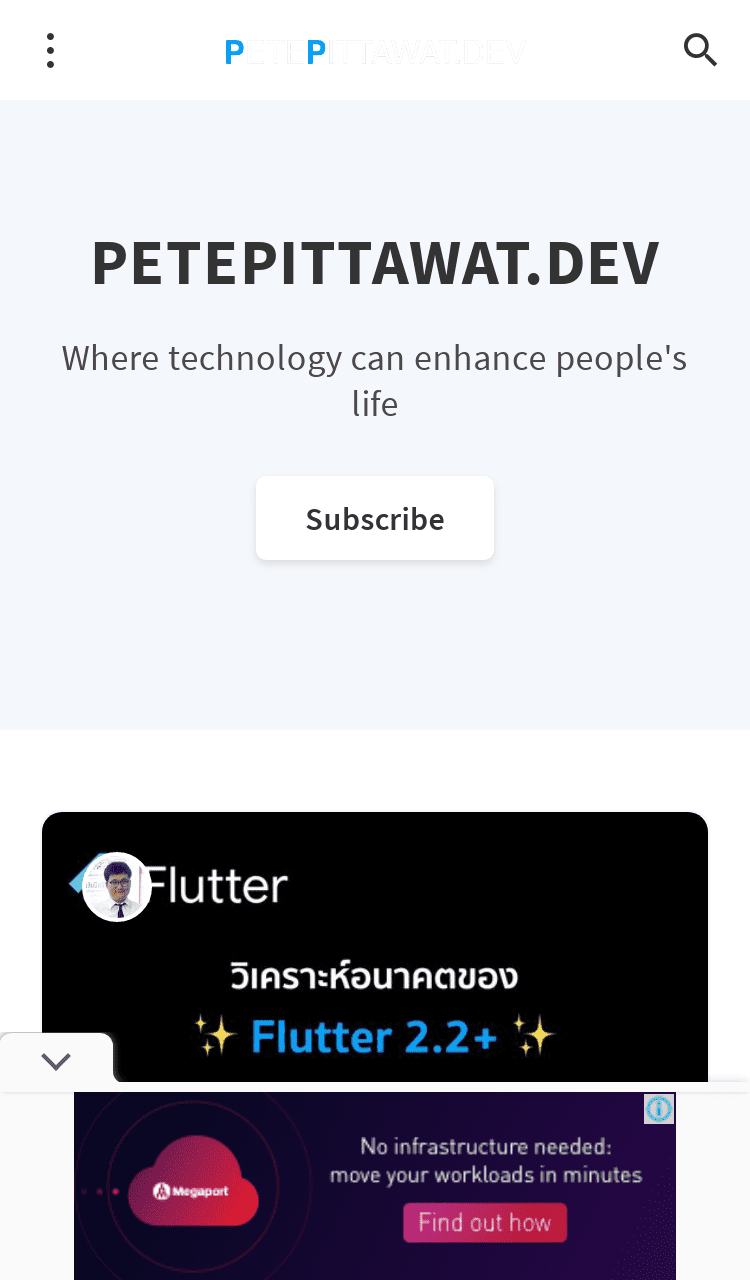 PETEPITTAWAT.DEV
PETEPITTAWAT.DEV
Where technology can enhance people's
life
Subscribe
Flutter
วิเคราะห์อนาคตของ
✨ Flutter 2.2+ ✨
No infrastructure needed:
move your workloads in minutes
Megaport
Find out how